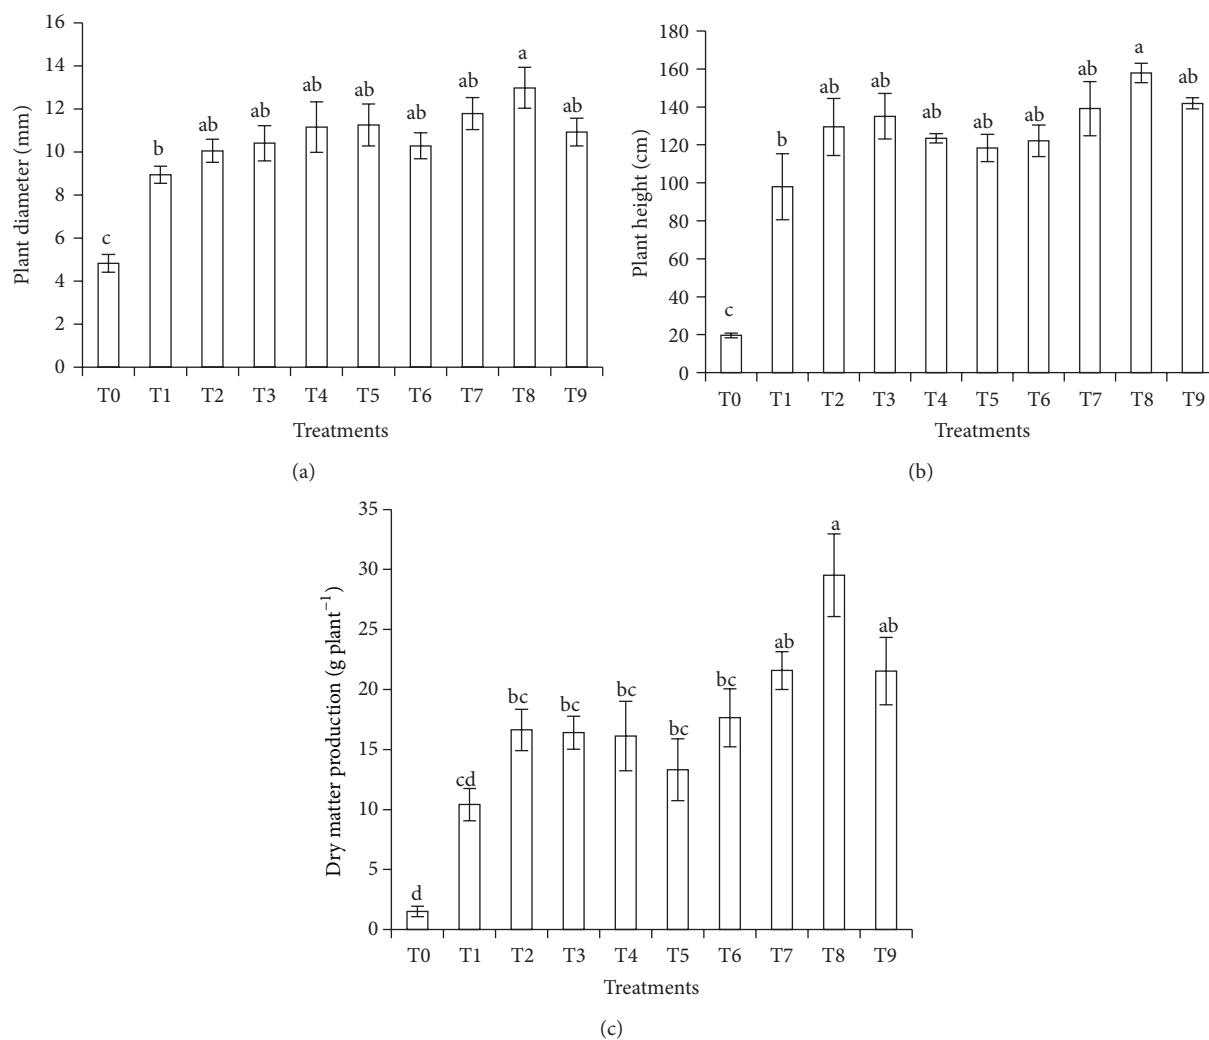 Plant diameter (mm)
16
14
12
10
8
6
4
2
0
c
b
ab
ab
ab
ab
ab
ab
a
ab
T0 T1 T2 T3 T4 T5 T6 T7 T8 T9
Treatments
(a)
Plant height (cm)
180
160
140
120
100
80
60
40
20
0
c
b
ab
ab
ab
ab
ab
ab
a
ab
T0 T1 T2 T3 T4 T5 T6 T7 T8 T9
Treatments
(b)
Dry matter production (g plant⁻¹)
35
30
25
20
15
10
5
0
d
cd
bc
bc
bc
bc
bc
ab
a
ab
T0 T1 T2 T3 T4 T5 T6 T7 T8 T9
Treatments
(c)